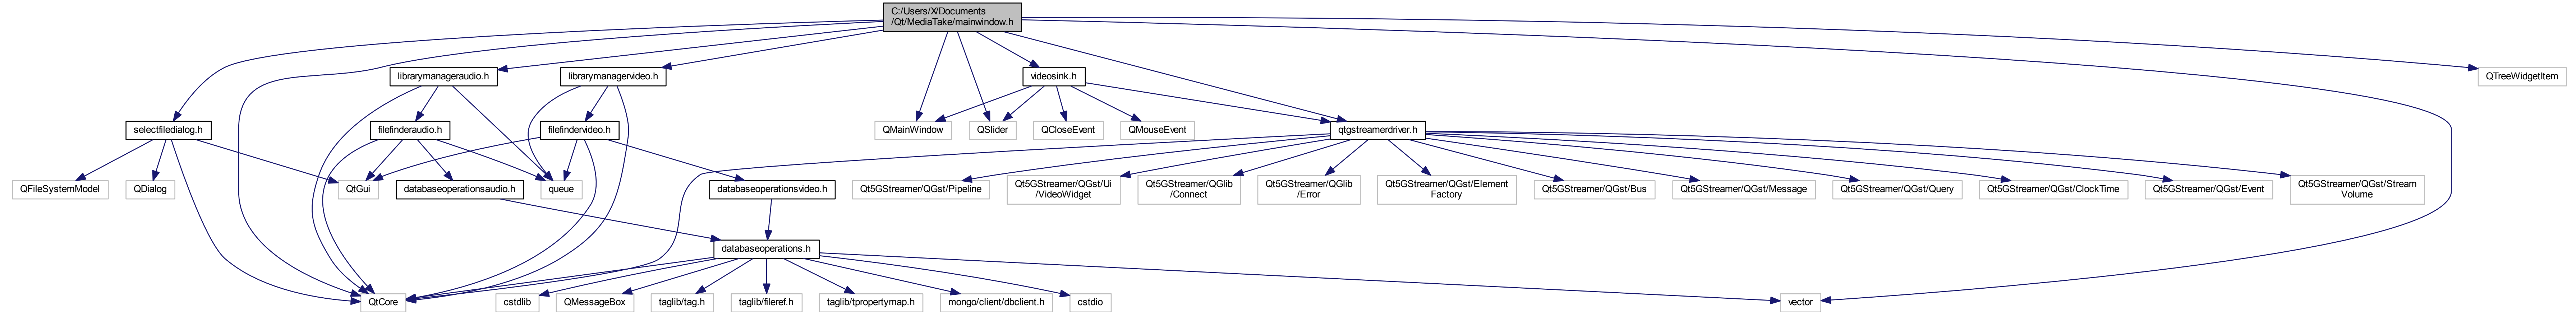 C:/Users/X/Documents
/Qt/MediaTake/mainwindow.h
librarymanageraudio.h
librarymanagervideo.h
videosink.h
QTreeWidgetItem
selectfiledialog.h
filefinderaudio.h
filefindervideo.h
QMainWindow
QSlider
QCloseEvent
QMouseEvent
qtgstreamerdriver.h
QFileSystemModel
QDialog
QtGui
databaseoperationsaudio.h
queue
databaseoperationsvideo.h
Qt5GStreamer/QGst/Pipeline
Qt5GStreamer/QGst/Ui
/VideoWidget
Qt5GStreamer/QGlib
/Connect
Qt5GStreamer/QGlib
/Error
Qt5GStreamer/QGst/Element
Factory
Qt5GStreamer/QGst/Bus
Qt5GStreamer/QGst/Message
Qt5GStreamer/QGst/Query
Qt5GStreamer/QGst/ClockTime
Qt5GStreamer/QGst/Event
Qt5GStreamer/QGst/Stream
Volume
databaseoperations.h
QtCore
cstdlib
QMessageBox
taglib/tag.h
taglib/fileref.h
taglib/tpropertymap.h
mongo/client/dbclient.h
cstdio
vector